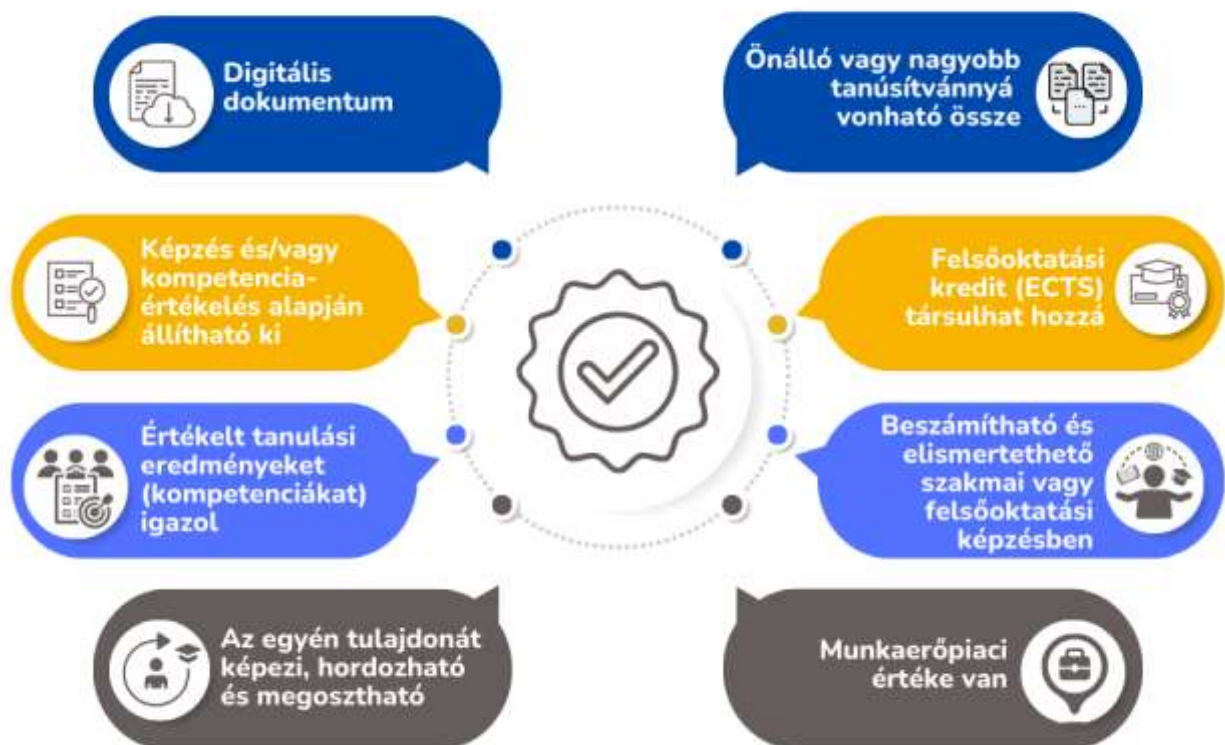 Digitális
dokumentum
Önálló vagy nagyobb
tanúsítvánnyá
vonható össze
Képzés és/vagy
kompetencia-
értékelés alapján
állítható ki
Felsőoktatási
kredit (ECTS)
társulhat hozzá
Értékelt tanulási
eredményeket
(kompetenciákat)
igazol
Beszámítható és
elismertethető
szakmai vagy
felsőoktatási
képzésben
Az egyén tulajdonát
képezi, hordozható
és megosztható
Munkaerőpiaci
értéke van